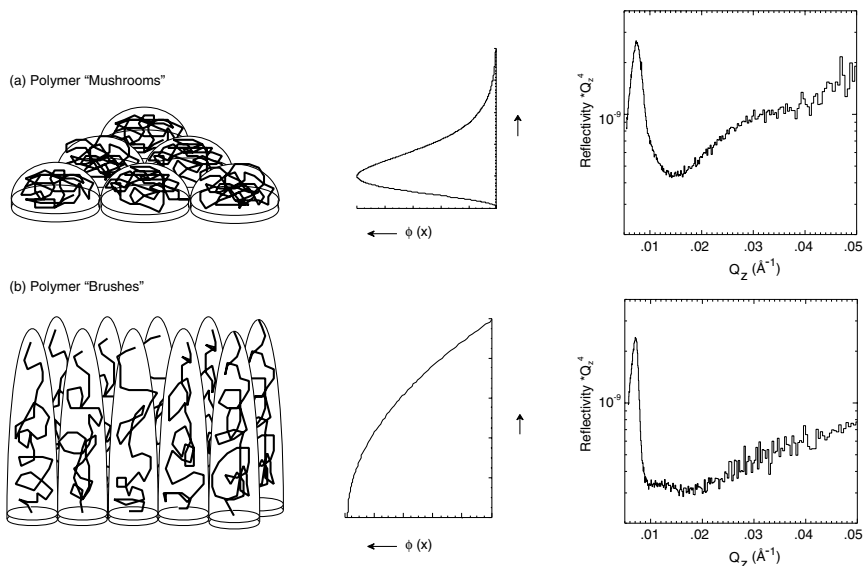 (a) Polymer “Mushrooms”
ϕ (x)
Reflectivity *Q_z^4
10^-9
.01 .02 .03 .04 .05
Q_z (Å^-1)
(b) Polymer “Brushes”
ϕ (x)
Reflectivity *Q_z^4
10^-9
.01 .02 .03 .04 .05
Q_z (Å^-1)